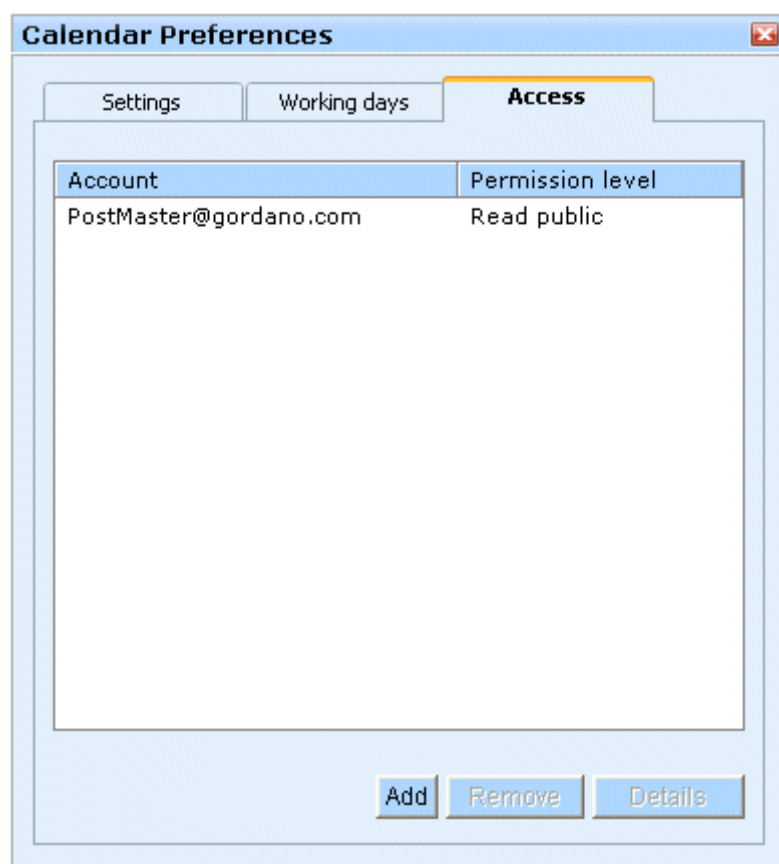 Calendar Preferences
Settings Working days Access
Account Permission level
PostMaster@gordano.com Read public
Add Remove Details